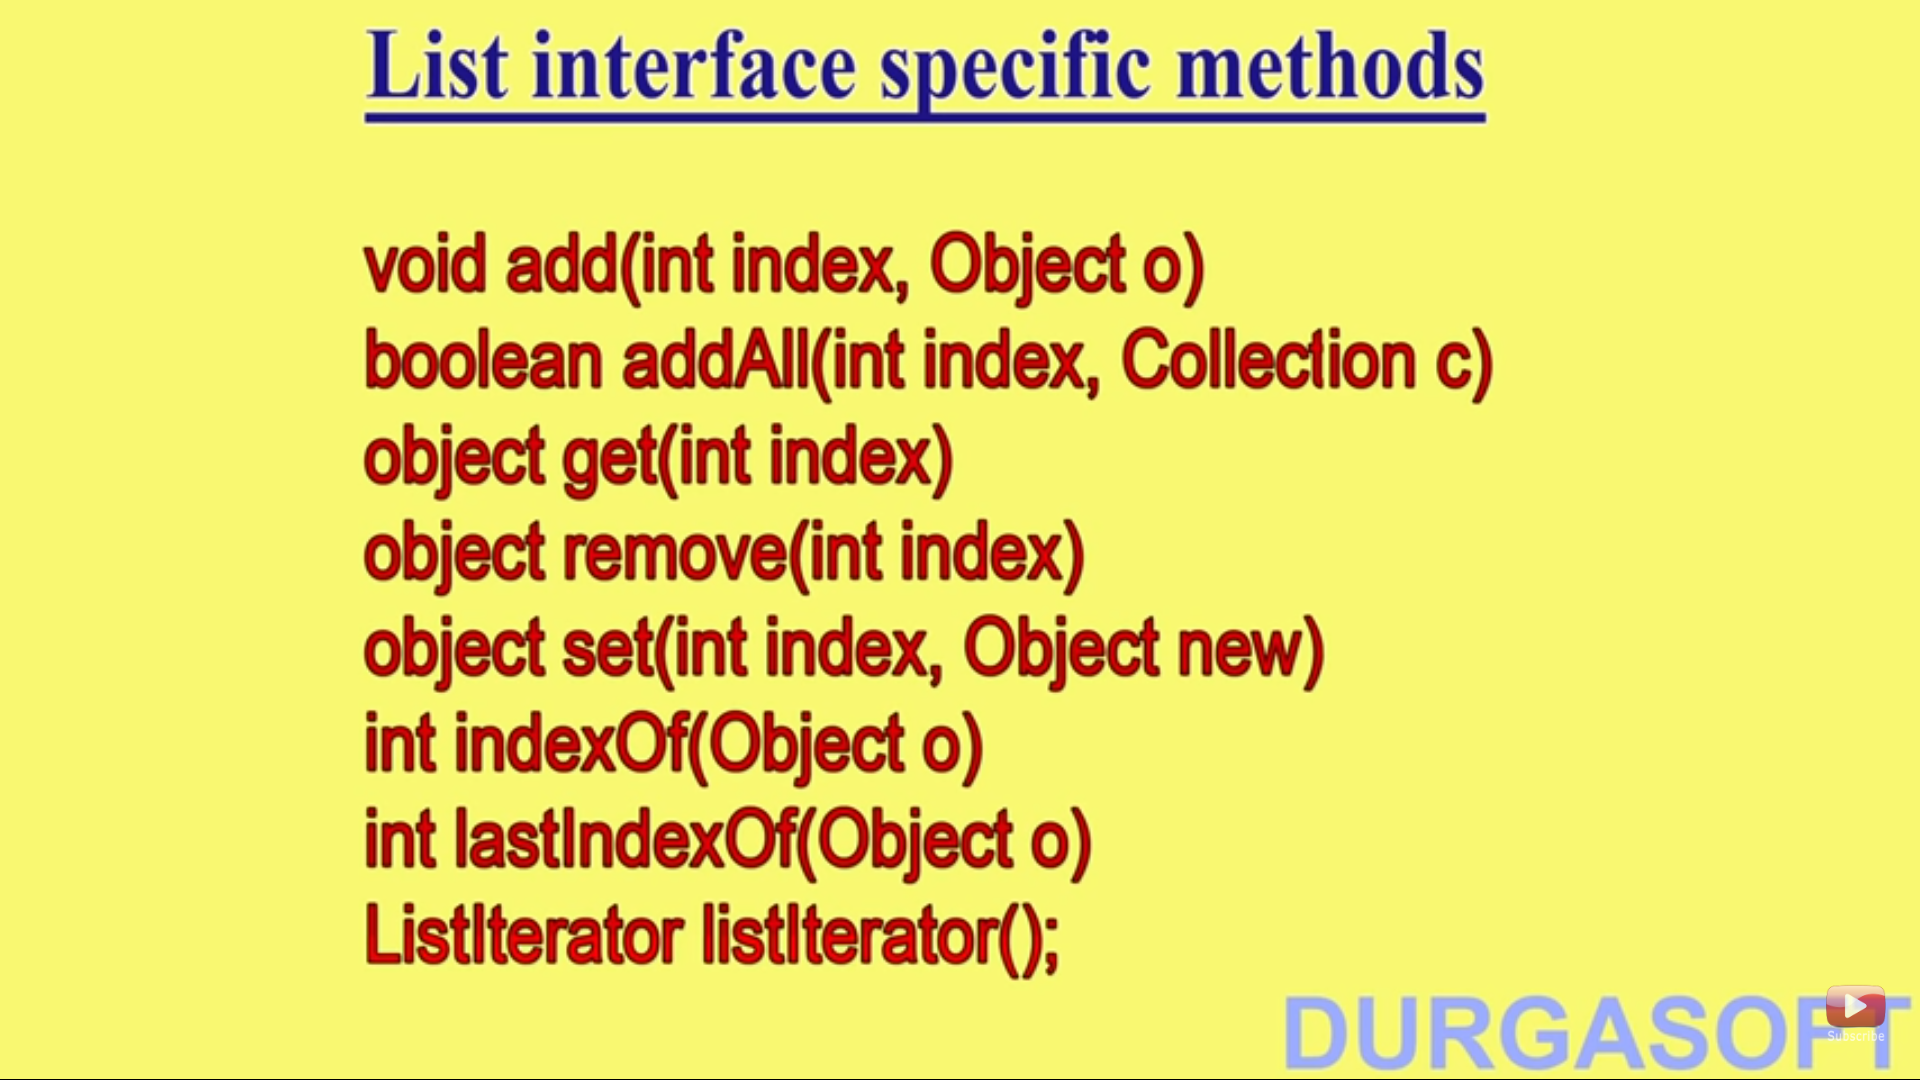 List interface specific methods
void add(int index, Object o)
boolean addAll(int index, Collection c)
object get(int index)
object remove(int index)
object set(int index, Object new)
int indexOf(Object o)
int lastIndexOf(Object o)
ListIterator listIterator();
DURGASOFT
Subscribe